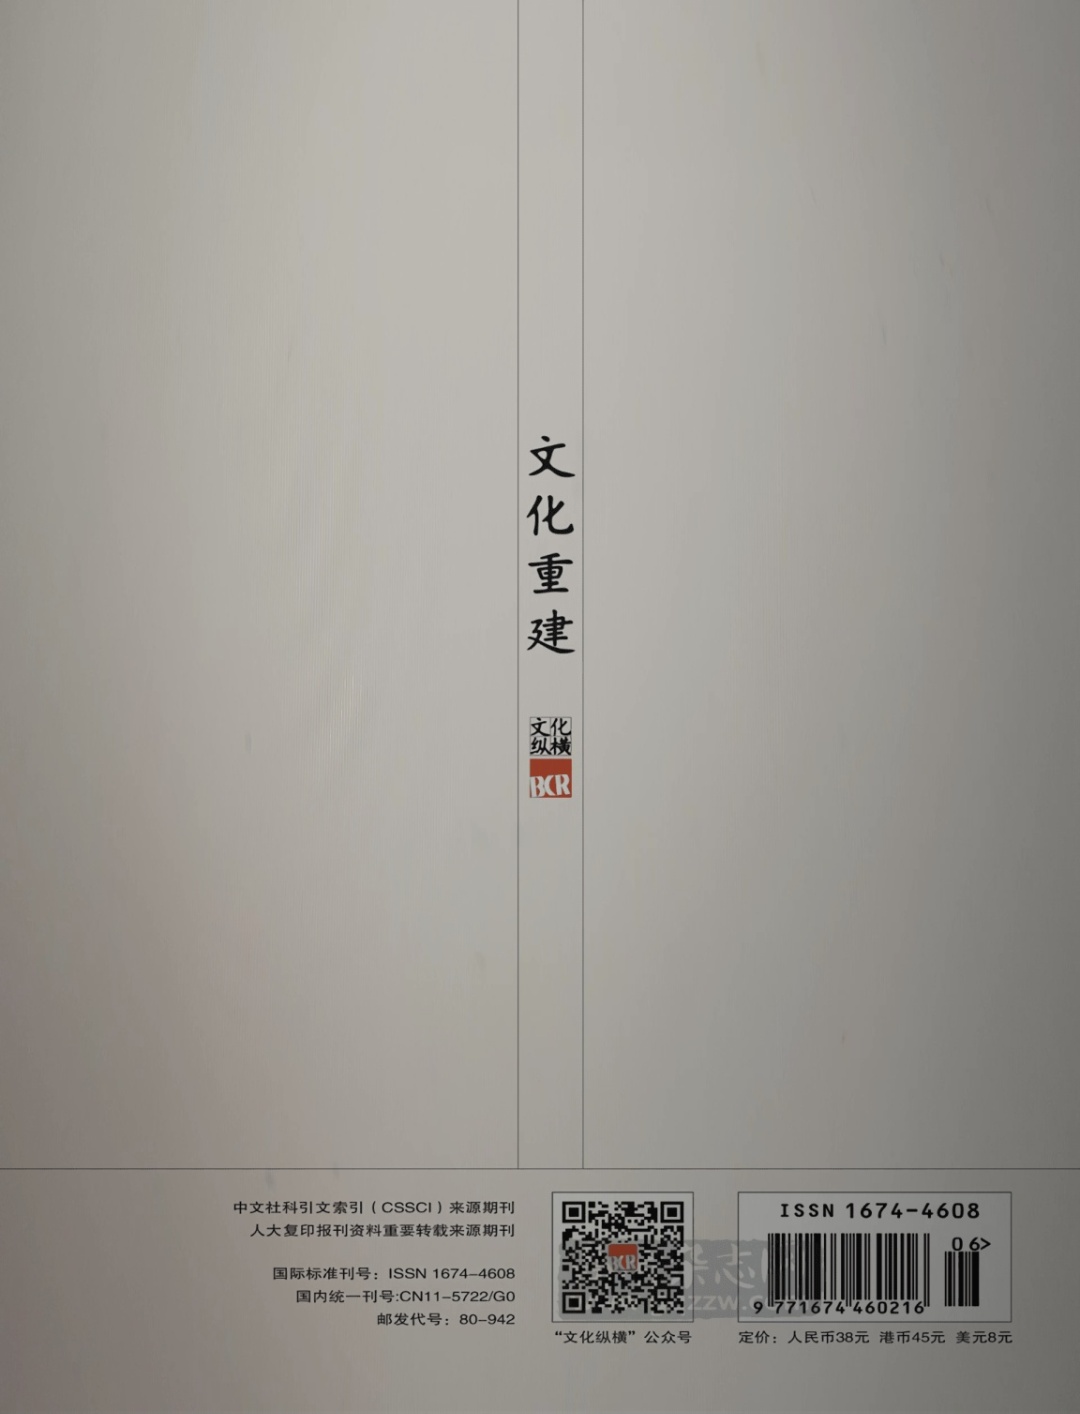 文化重建
文化
纵横
BCR
中文社科引文索引（CSSCI）来源期刊
人大复印报刊资料重要转载来源期刊
国际标准刊号：ISSN 1674-4608
国内统一刊号:CN11-5722/G0
邮发代号：80-942
BCR
“文化纵横”公众号
ISSN 1674-4608
06>
9 771674 460216
定价：人民币38元 港币45元 美元8元